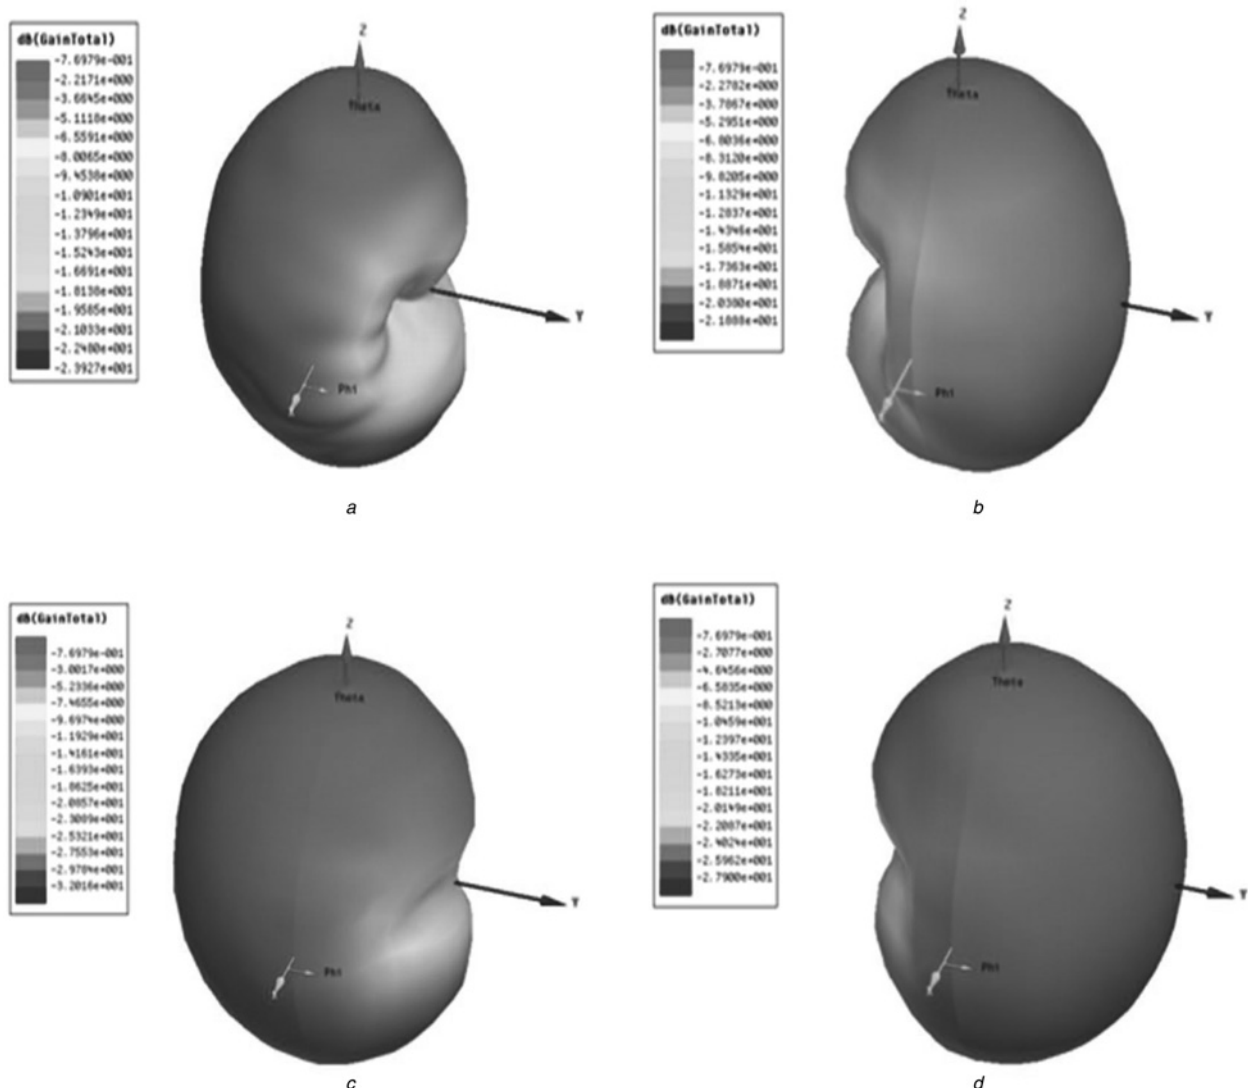 dB(GainTotal)
-7.6979e-001
-2.2171e+000
-3.6645e+000
-5.1118e+000
-6.5591e+000
-8.0065e+000
-9.4538e+000
-1.0901e+001
-1.2349e+001
-1.3796e+001
-1.5243e+001
-1.6691e+001
-1.8138e+001
-1.9585e+001
-2.1033e+001
-2.2480e+001
-2.3927e+001
Z
Theta
Y
Phi
X
a
dB(GainTotal)
-7.6979e-001
-2.2782e+000
-3.7867e+000
-5.2951e+000
-6.8036e+000
-8.3120e+000
-9.8205e+000
-1.1329e+001
-1.2837e+001
-1.4346e+001
-1.5854e+001
-1.7363e+001
-1.8871e+001
-2.0380e+001
-2.1888e+001
Z
Theta
Y
Phi
X
b
dB(GainTotal)
-7.6979e-001
-3.0017e+000
-5.2336e+000
-7.4655e+000
-9.6974e+000
-1.1929e+001
-1.4161e+001
-1.6393e+001
-1.8625e+001
-2.0857e+001
-2.3089e+001
-2.5321e+001
-2.7553e+001
-2.9784e+001
-3.2016e+001
Z
Theta
Y
Phi
X
c
dB(GainTotal)
-7.6979e-001
-2.7077e+000
-4.6456e+000
-6.5835e+000
-8.5213e+000
-1.0459e+001
-1.2397e+001
-1.4335e+001
-1.6273e+001
-1.8211e+001
-2.0149e+001
-2.2087e+001
-2.4024e+001
-2.5962e+001
-2.7900e+001
Z
Theta
Y
Phi
X
d